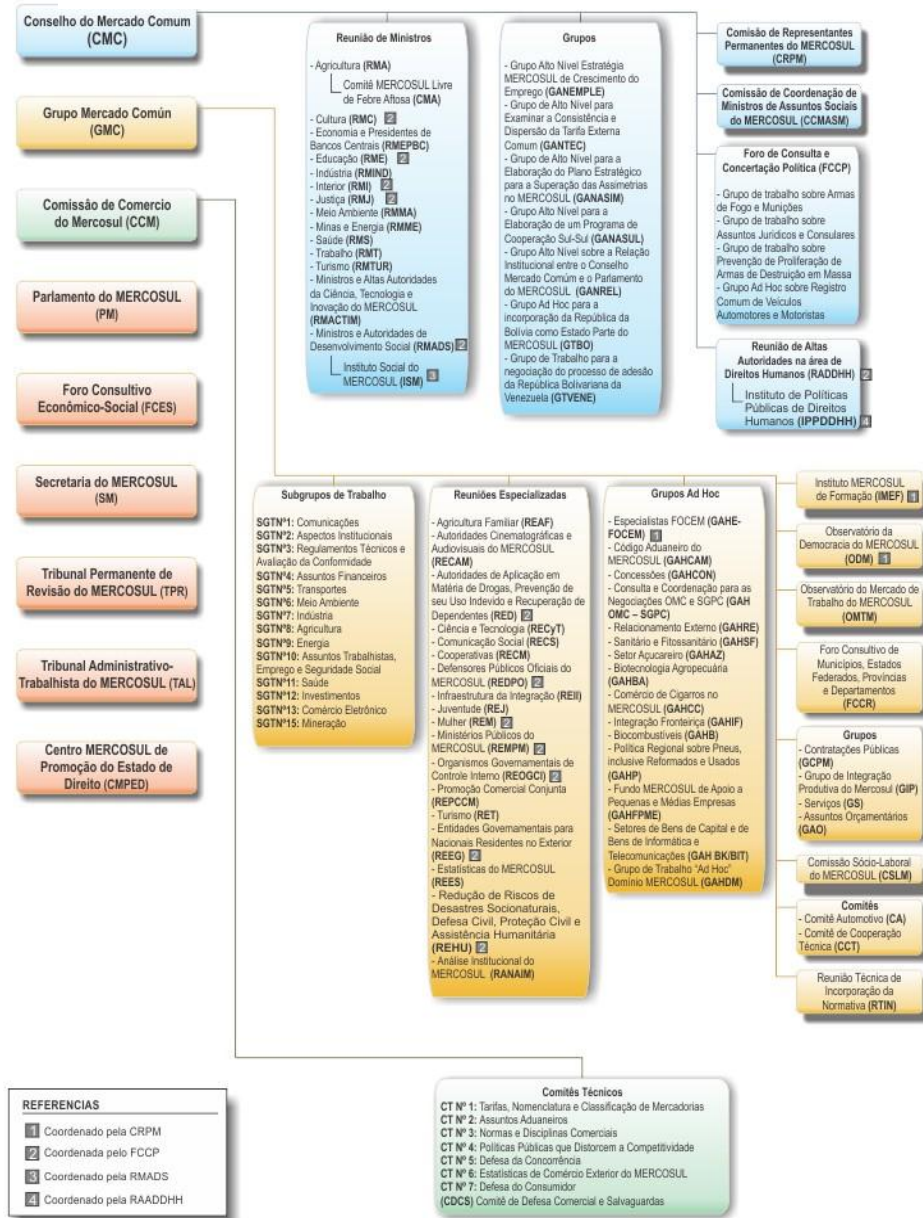 Conselho do Mercado Comum
(CMC)
Grupo Mercado Común
(GMC)
Comissão de Comercio
do Mercosul (CCM)
Parlamento do MERCOSUL
(PM)
Foro Consultivo
Econômico-Social (FCES)
Secretaria do MERCOSUL
(SM)
Tribunal Permanente de
Revisão do MERCOSUL (TPR)
Tribunal Administrativo-
Trabalhista do MERCOSUL (TAL)
Centro MERCOSUL de
Promoção do Estado de
Direito (CMPED)
Reunião de Ministros
- Agricultura (RMA)
Comitê MERCOSUL Livre
de Febre Aftosa (CMA)
- Cultura (RMC) 2
- Economia e Presidentes de
Bancos Centrais (RMEPBC)
- Educação (RME) 2
- Indústria (RMIND)
- Interior (RMI) 2
- Justiça (RMJ) 2
- Meio Ambiente (RMMA)
- Minas e Energia (RMME)
- Saúde (RMS)
- Trabalho (RMT)
- Turismo (RMTUR)
- Ministros e Altas Autoridades
da Ciência, Tecnologia e
Inovação do MERCOSUL
(RMACTIM)
- Ministros e Autoridades de
Desenvolvimento Social (RMADS) 2
Instituto Social do
MERCOSUL (ISM) 3
Grupos
- Grupo Alto Nível Estratégia
MERCOSUL de Crescimento do
Emprego (GANEMPLE)
- Grupo de Alto Nível para
Examinar a Consistência e
Dispersão da Tarifa Externa
Comum (GANTEC)
- Grupo de Alto Nível para a
Elaboração do Plano Estratégico
para a Superação das Assimetrias
no MERCOSUL (GANASIM)
- Grupo Alto Nível para a
Elaboração de um Programa de
Cooperação Sul-Sul (GANASUL)
- Grupo Alto Nível sobre a Relação
Institucional entre o Conselho
Mercado Comúm e o Parlamento
do MERCOSUL (GANREL)
- Grupo Ad Hoc para a
incorporação da República da
Bolívia como Estado Parte do
MERCOSUL (GTBO)
- Grupo de Trabalho para a
negociação do processo de adesão
da República Bolivariana da
Venezuela (GTVENE)
Comisão de Representantes
Permanentes do MERCOSUL
(CRPM)
Comissão de Coordenação de
Ministros de Assuntos Sociais
do MERCOSUL (CCMASM)
Foro de Consulta e
Concertação Política (FCCP)
- Grupo de trabalho sobre Armas
de Fogo e Munições
- Grupo de trabalho sobre
Assuntos Jurídicos e Consulares
- Grupo de trabalho sobre
Prevenção de Proliferação de
Armas de Destruição em Massa
- Grupo Ad Hoc sobre Registro
Comum de Veículos
Automotores e Motoristas
Reunião de Altas
Autoridades na área de
Direitos Humanos (RADDHH) 2
Instituto de Políticas
Públicas de Direitos
Humanos (IPPDDHH) 4
Subgrupos de Trabalho
SGTNº1: Comunicações
SGTNº2: Aspectos Institucionais
SGTNº3: Regulamentos Técnicos e
Avaliação da Conformidade
SGTNº4: Assuntos Financeiros
SGTNº5: Transportes
SGTNº6: Meio Ambiente
SGTNº7: Indústria
SGTNº8: Agricultura
SGTNº9: Energia
SGTNº10: Assuntos Trabalhistas,
Emprego e Seguridade Social
SGTNº11: Saúde
SGTNº12: Investimentos
SGTNº13: Comércio Eletrônico
SGTNº15: Mineração
Reuniões Especializadas
- Agricultura Familiar (REAF)
- Autoridades Cinematográficas e
Audiovisuais do MERCOSUL
(RECAM)
- Autoridades de Aplicação em
Matéria de Drogas, Prevenção de
seu Uso Indevido e Recuperação de
Dependentes (RED) 2
- Ciência e Tecnologia (RECyT)
- Comunicação Social (RECS)
- Cooperativas (RECM)
- Defensores Públicos Oficiais do
MERCOSUL (REDPO) 2
- Infraestrutura da Integração (REII)
- Juventude (REJ)
- Mulher (REM) 2
- Ministérios Públicos do
MERCOSUL (REMPM) 2
- Organismos Governamentais de
Controle Interno (REOGCI) 2
- Promoção Comercial Conjunta
(REPCCM)
- Turismo (RET)
- Entidades Governamentais para
Nacionais Residentes no Exterior
(REEG) 2
- Estatísticas do MERCOSUL
(REES)
- Redução de Riscos de
Desastres Socionaturais,
Defesa Civil, Proteção Civil e
Assistência Humanitária
(REHU) 2
- Análise Institucional do
MERCOSUL (RANAIM)
Grupos Ad Hoc
- Especialistas FOCEM (GAHE-
FOCEM) 1
- Código Aduaneiro do
MERCOSUL (GAHCAM)
- Concessões (GAHCON)
- Consulta e Coordenação para as
Negociações OMC e SGPC (GAH
OMC – SGPC)
- Relacionamento Externo (GAHRE)
- Sanitário e Fitossanitário (GAHSF)
- Setor Açucareiro (GAHAZ)
- Biotecnologia Agropecuária
(GAHBA)
- Comércio de Cigarros no
MERCOSUL (GAHCC)
- Integração Fronteiriça (GAHIF)
- Biocombustíveis (GAHB)
- Política Regional sobre Pneus,
inclusive Reformados e Usados
(GAHP)
- Fundo MERCOSUL de Apoio a
Pequenas e Médias Empresas
(GAHFPME)
- Setores de Bens de Capital e de
Bens de Informática e
Telecomunicações (GAH BK/BIT)
- Grupo de Trabalho "Ad Hoc"
Domínio MERCOSUL (GAHDM)
Instituto MERCOSUL
de Formação (IMEF) 1
Observatório da
Democracia do MERCOSUL
(ODM) 1
Observatório do Mercado de
Trabalho do MERCOSUL
(OMTM)
Foro Consultivo de
Municípios, Estados
Federados, Províncias
e Departamentos
(FCCR)
Grupos
- Contratações Públicas
(GCPM)
- Grupo de Integração
Produtiva do Mercosul (GIP)
- Serviços (GS)
- Assuntos Orçamentários
(GAO)
Comissão Sócio-Laboral
do MERCOSUL (CSLM)
Comitês
- Comitê Automotivo (CA)
- Comitê de Cooperação
Técnica (CCT)
Reunião Técnica de
Incorporação da
Normativa (RTIN)
Comitês Técnicos
CT Nº 1: Tarifas, Nomenclatura e Classificação de Mercadorias
CT Nº 2: Assuntos Aduaneiros
CT Nº 3: Normas e Disciplinas Comerciais
CT Nº 4: Políticas Públicas que Distorcem a Competitividade
CT Nº 5: Defesa da Concorrência
CT Nº 6: Estatísticas de Comércio Exterior do MERCOSUL
CT Nº 7: Defesa do Consumidor
(CDCS) Comitê de Defesa Comercial e Salvaguardas
REFERENCIAS
1 Coordenado pela CRPM
2 Coordenada pelo FCCP
3 Coordenado pela RMADS
4 Coordenado pela RAADDHH